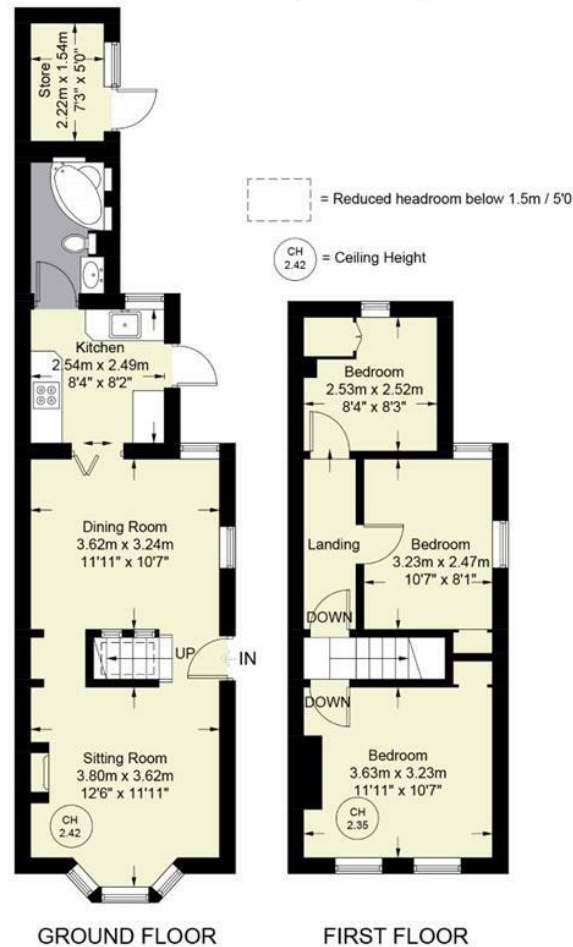 Store
2.22m x 1.54m
7'3" x 5'0"
= Reduced headroom below 1.5m / 5'0
CH
2.42
= Ceiling Height
Kitchen
2.54m x 2.49m
8'4" x 8'2"
Bedroom
2.53m x 2.52m
8'4" x 8'3"
Dining Room
3.62m x 3.24m
11'11" x 10'7"
Landing
Bedroom
3.23m x 2.47m
10'7" x 8'1"
DOWN
UP
IN
DOWN
Sitting Room
3.80m x 3.62m
12'6" x 11'11"
CH
2.42
Bedroom
3.63m x 3.23m
11'11" x 10'7"
CH
2.35
GROUND FLOOR
FIRST FLOOR